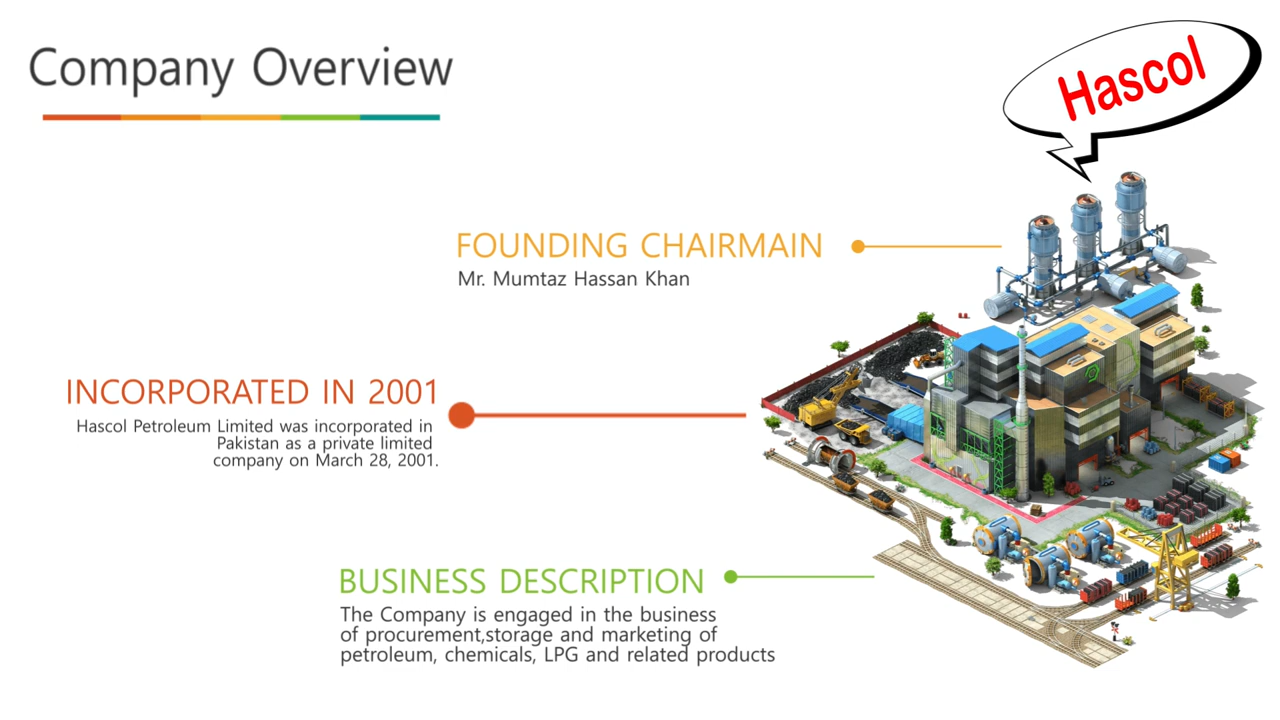 Company Overview
Hascol
FOUNDING CHAIRMAIN
Mr. Mumtaz Hassan Khan
INCORPORATED IN 2001
Hascol Petroleum Limited was incorporated in
Pakistan as a private limited
company on March 28, 2001.
BUSINESS DESCRIPTION
The Company is engaged in the business
of procurement,storage and marketing of
petroleum, chemicals, LPG and related products